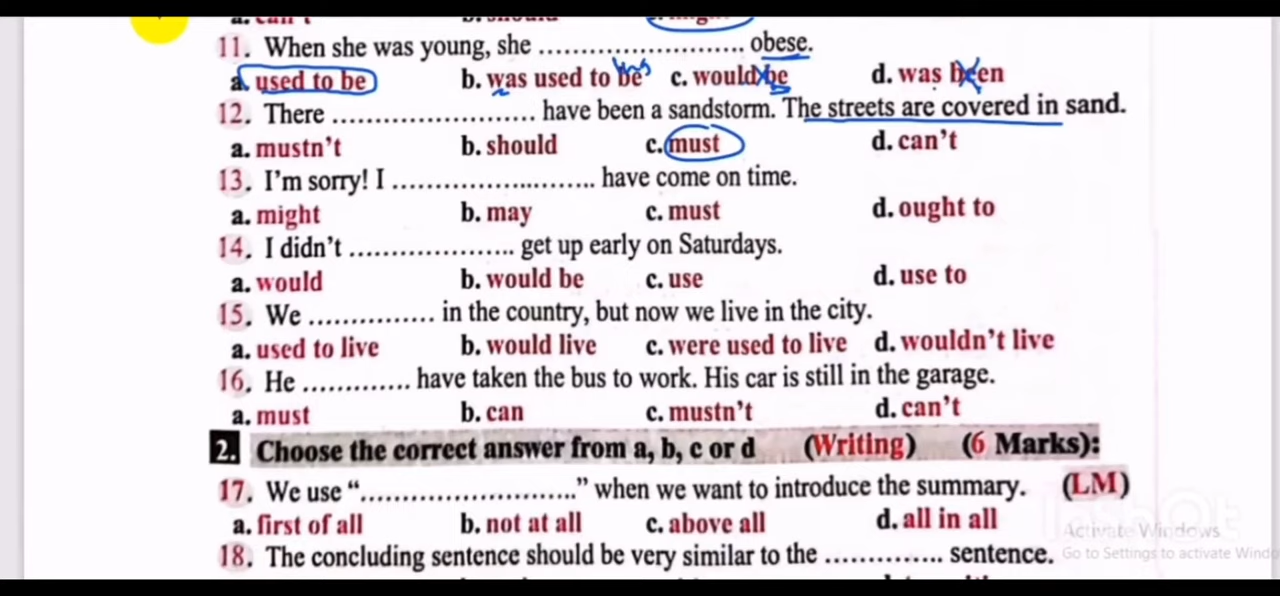 11. When she was young, she ........................ obese.
a. used to be b. was used to be c. would be d. was been
12. There ........................ have been a sandstorm. The streets are covered in sand.
a. mustn't b. should c. must d. can't
13. I'm sorry! I ........................ have come on time.
a. might b. may c. must d. ought to
14. I didn't .................... get up early on Saturdays.
a. would b. would be c. use d. use to
15. We ............... in the country, but now we live in the city.
a. used to live b. would live c. were used to live d. wouldn't live
16. He ............. have taken the bus to work. His car is still in the garage.
a. must b. can c. mustn't d. can't
2. Choose the correct answer from a, b, c or d (Writing) (6 Marks):
17. We use "........................." when we want to introduce the summary. (LM)
a. first of all b. not at all c. above all d. all in all
Activate Windows
Go to Settings to activate Windo
18. The concluding sentence should be very similar to the .............. sentence.